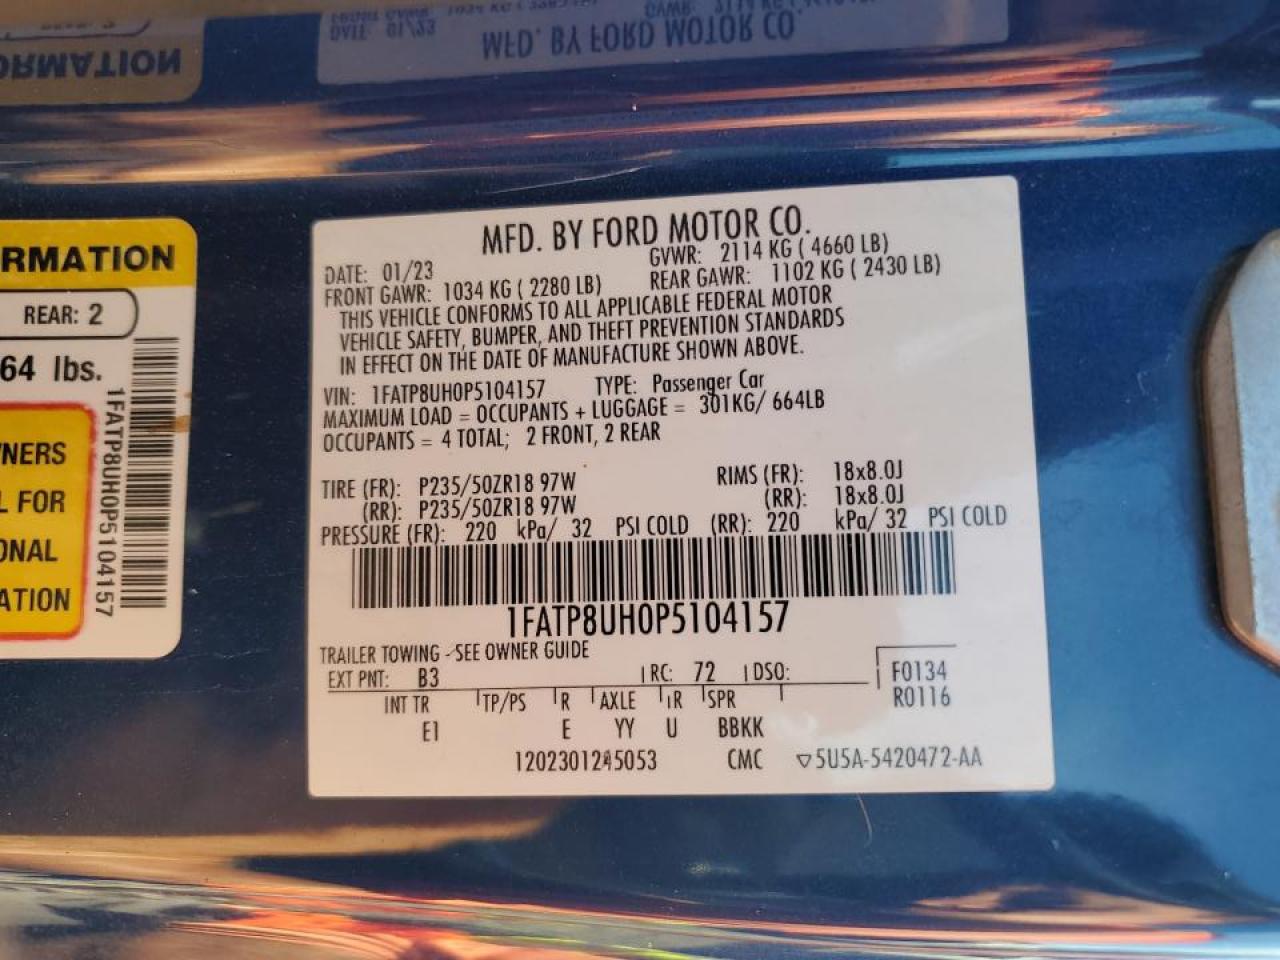 MFD. BY FORD MOTOR CO.
DATE: 01/23
GVWR: 2114 KG ( 4660 LB)
FRONT GAWR: 1034 KG ( 2280 LB)
REAR GAWR: 1102 KG ( 2430 LB)
THIS VEHICLE CONFORMS TO ALL APPLICABLE FEDERAL MOTOR
VEHICLE SAFETY, BUMPER, AND THEFT PREVENTION STANDARDS
IN EFFECT ON THE DATE OF MANUFACTURE SHOWN ABOVE.
VIN: 1FATP8UH0P5104157 TYPE: Passenger Car
MAXIMUM LOAD = OCCUPANTS + LUGGAGE = 301KG/ 664LB
OCCUPANTS = 4 TOTAL; 2 FRONT, 2 REAR
TIRE (FR): P235/50ZR18 97W RIMS (FR): 18x8.0J
(RR): P235/50ZR18 97W (RR): 18x8.0J
PRESSURE (FR): 220 kPa/ 32 PSI COLD (RR): 220 kPa/ 32 PSI COLD
1FATP8UH0P5104157
TRAILER TOWING - SEE OWNER GUIDE
EXT PNT: B3 RC: 72 DSO: F0134
INT TR TP/PS R AXLE IR SPR R0116
E1 E YY U BBKK
CMC ▽5U5A-5420472-AA
RMATION
REAR: 2
64 lbs.
NERS
L FOR
ONAL
ATION
1FATP8UH0P5104157
ORMATION
MFD. BY FORD MOTOR CO.
DATE: 01/23